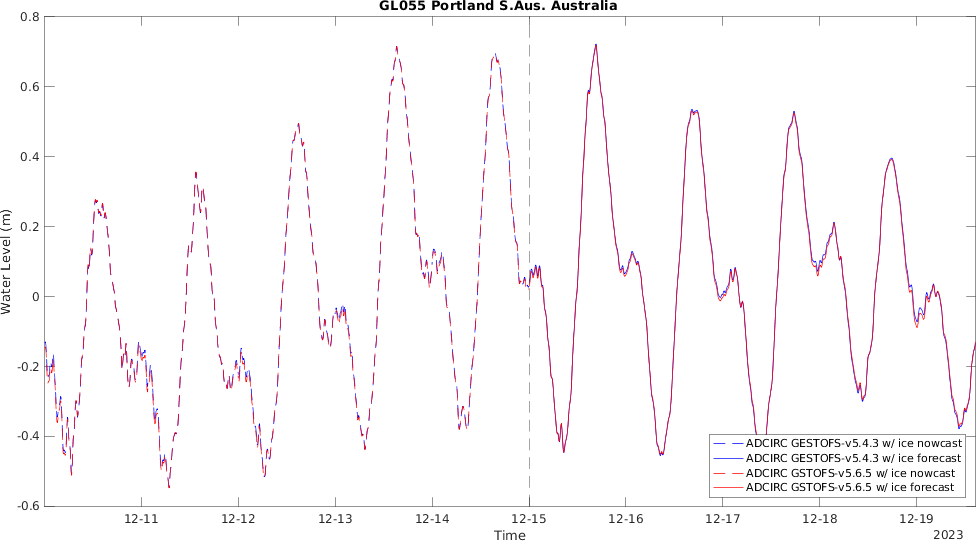 GL055 Portland S.Aus. Australia
0.8
0.6
0.4
0.2
0
-0.2
-0.4
-0.6
Water Level (m)
ADCIRC GESTOFS-v5.4.3 w/ ice nowcast
ADCIRC GESTOFS-v5.4.3 w/ ice forecast
ADCIRC GSTOFS-v5.6.5 w/ ice nowcast
ADCIRC GSTOFS-v5.6.5 w/ ice forecast
12-11 12-12 12-13 12-14 12-15 12-16 12-17 12-18 12-19
Time
2023